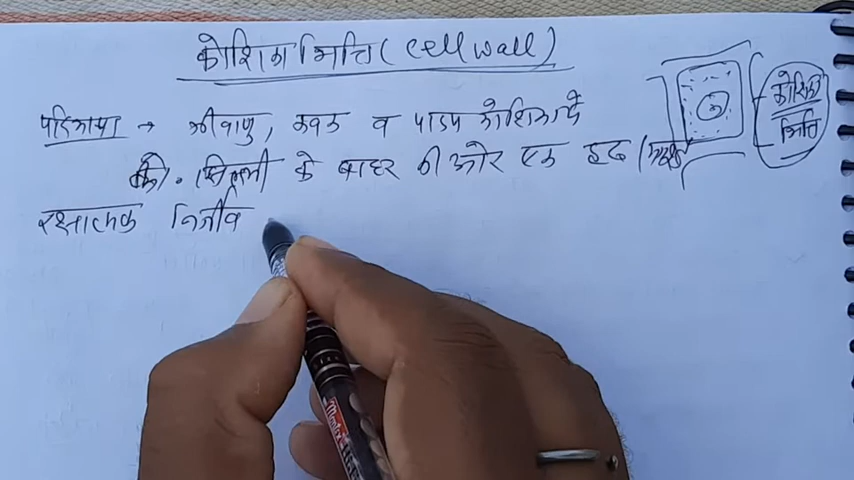 कोशिका भित्ति (cell wall)
परिभाषा → जीवाणु, कवक व पादप कोशिकाये
की. झिल्ली के बाहर की ओर एक दृढ़
रक्षात्मक निर्जीव
कोशिका
भित्ति